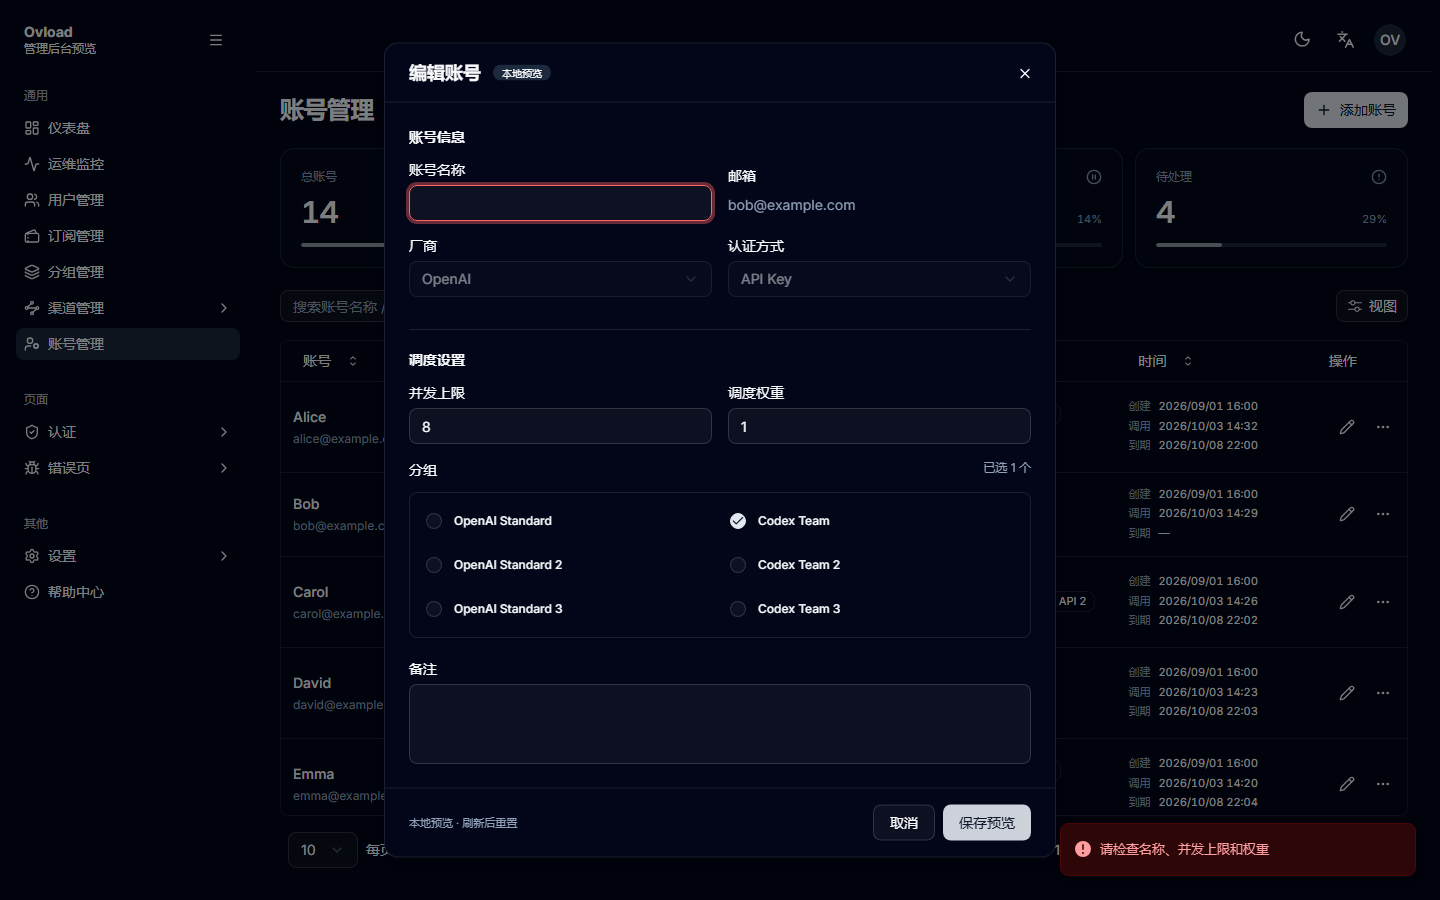 Ovload
管理后台预览
OV
通用
仪表盘
运维监控
用户管理
订阅管理
分组管理
渠道管理
账号管理
页面
认证
错误页
其他
设置
帮助中心
账号管理
添加账号
总账号
14
14%
待处理
4
29%
搜索账号名称 /
视图
账号
时间
操作
Alice
alice@example.
创建 2026/09/01 16:00
调用 2026/10/03 14:32
到期 2026/10/08 22:00
Bob
bob@example.c
创建 2026/09/01 16:00
调用 2026/10/03 14:29
到期 —
Carol
carol@example.
API 2
创建 2026/09/01 16:00
调用 2026/10/03 14:26
到期 2026/10/08 22:02
David
david@example
创建 2026/09/01 16:00
调用 2026/10/03 14:23
到期 2026/10/08 22:03
Emma
emma@example
创建 2026/09/01 16:00
调用 2026/10/03 14:20
到期 2026/10/08 22:04
10
每页
1
编辑账号
本地预览
账号信息
账号名称
邮箱
bob@example.com
厂商
OpenAI
认证方式
API Key
调度设置
并发上限
8
调度权重
1
分组
已选 1 个
OpenAI Standard
Codex Team
OpenAI Standard 2
Codex Team 2
OpenAI Standard 3
Codex Team 3
备注
本地预览 · 刷新后重置
取消
保存预览
请检查名称、并发上限和权重